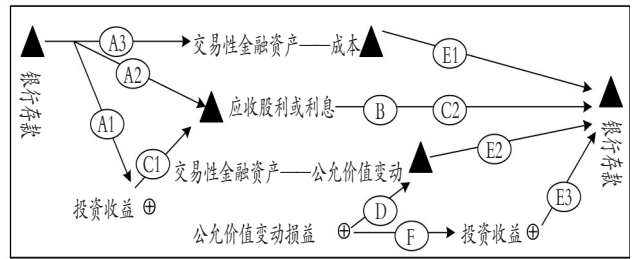 A3
交易性金融资产——成本
E1
A2
银行存款
应收股利或利息
B
C2
银行存款
A1
C1
交易性金融资产——公允价值变动
E2
投资收益
D
E3
公允价值变动损益
F
投资收益